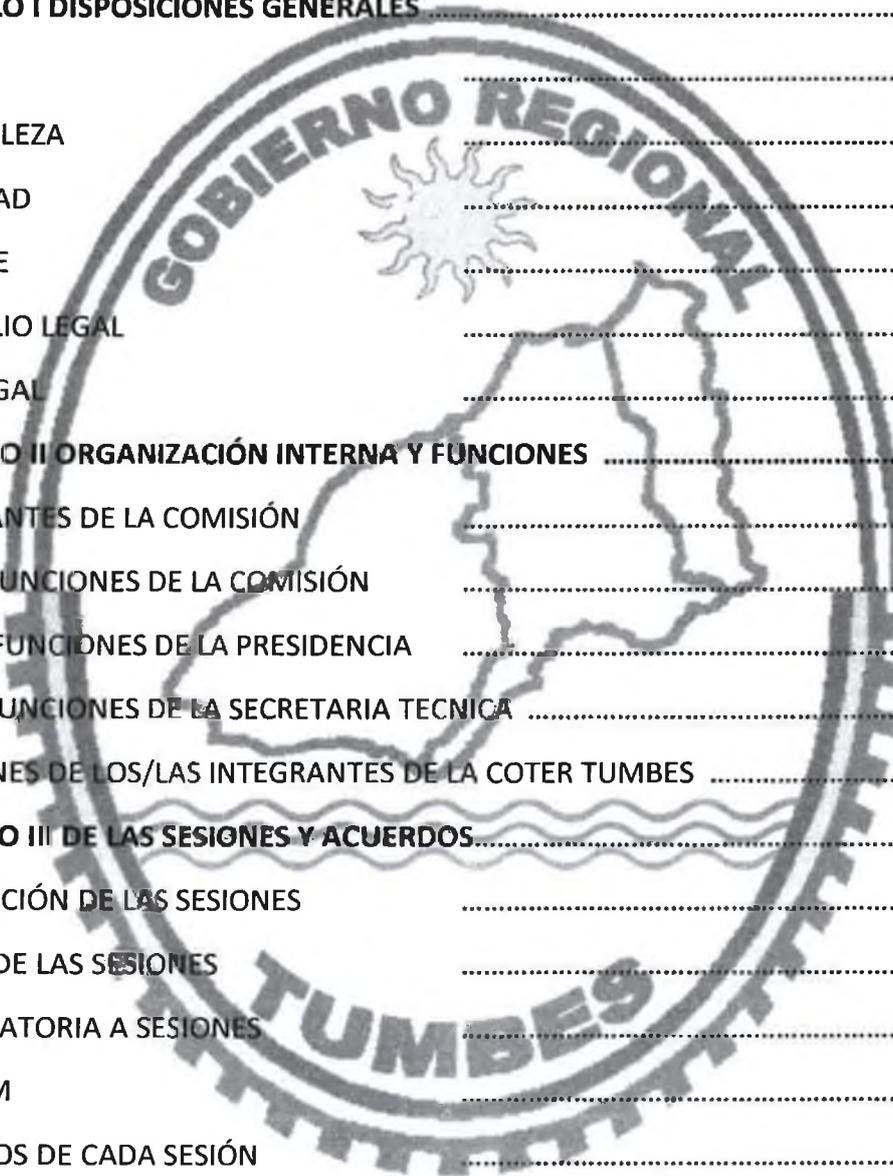 LO I DISPOSICIONES GENERALES
GOBIERNO REGIONAL
LEZA
AD
E
LIO LEGAL
GAL
O II ORGANIZACIÓN INTERNA Y FUNCIONES
ANTES DE LA COMISIÓN
UNCIONES DE LA COMISIÓN
FUNCIONES DE LA PRESIDENCIA
UNCIONES DE LA SECRETARIA TECNICA
NES DE LOS/LAS INTEGRANTES DE LA COTER TUMBES
O III DE LAS SESIONES Y ACUERDOS
CIÓN DE LAS SESIONES
DE LAS SESIONES
TUMBES
ATORIA A SESIONES
M
OS DE CADA SESIÓN